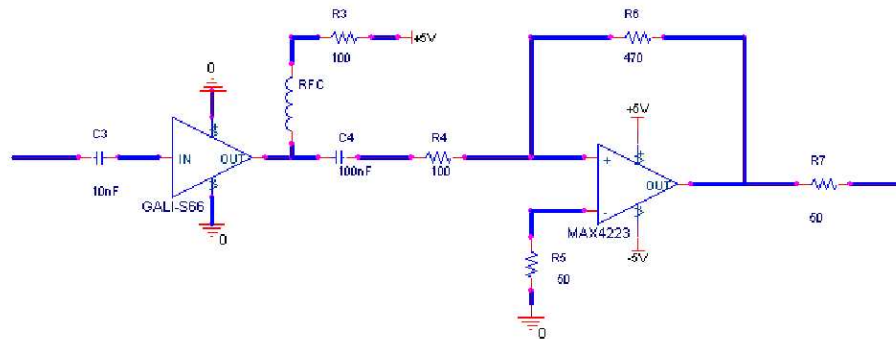 R3
100
+5V
RFC
0
C3
10nF
IN
OUT
GALI-S66
0
C4
100nF
R4
100
R6
470
+5V
+
-
OUT
MAX4223
-5V
R5
50
0
R7
50